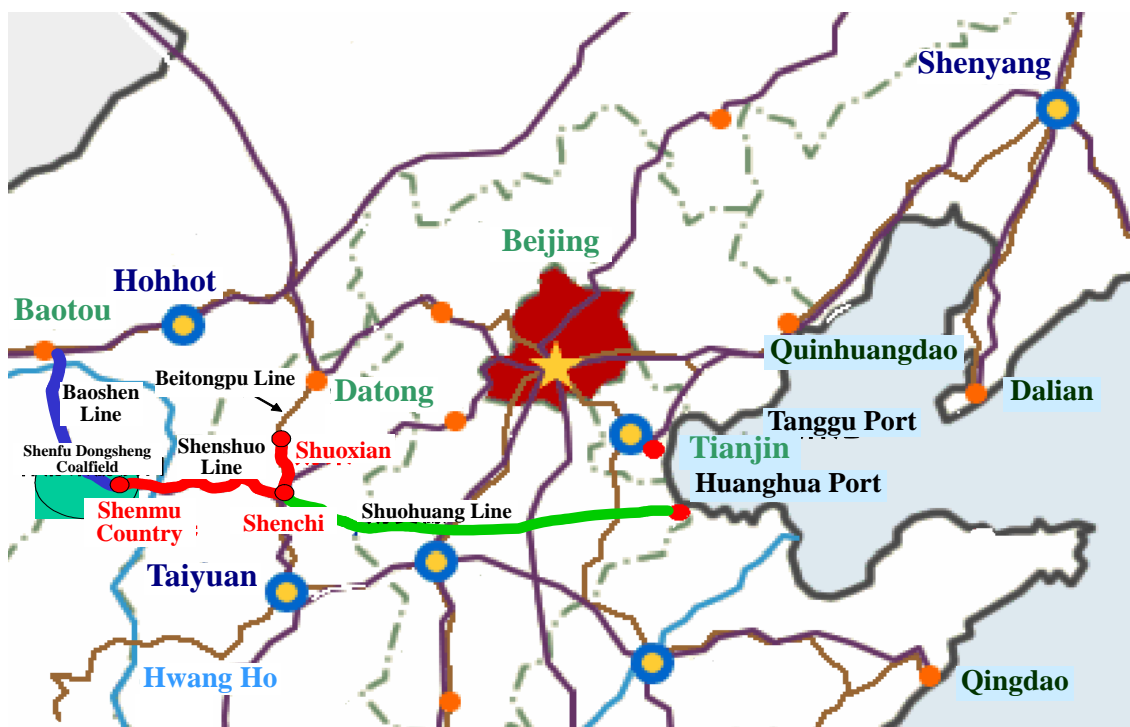 Shenyang
Beijing
Hohhot
Baotou
Quinhuangdao
Beitongpu Line
Datong
Baoshen
Line
Dalian
Tanggu Port
Shenfu Dongsheng
Coalfield
Shenshuo
Line
Shuoxian
Tianjin
Huanghua Port
Shenmu
Country
Shenchi
Shuohuang Line
Taiyuan
Hwang Ho
Qingdao